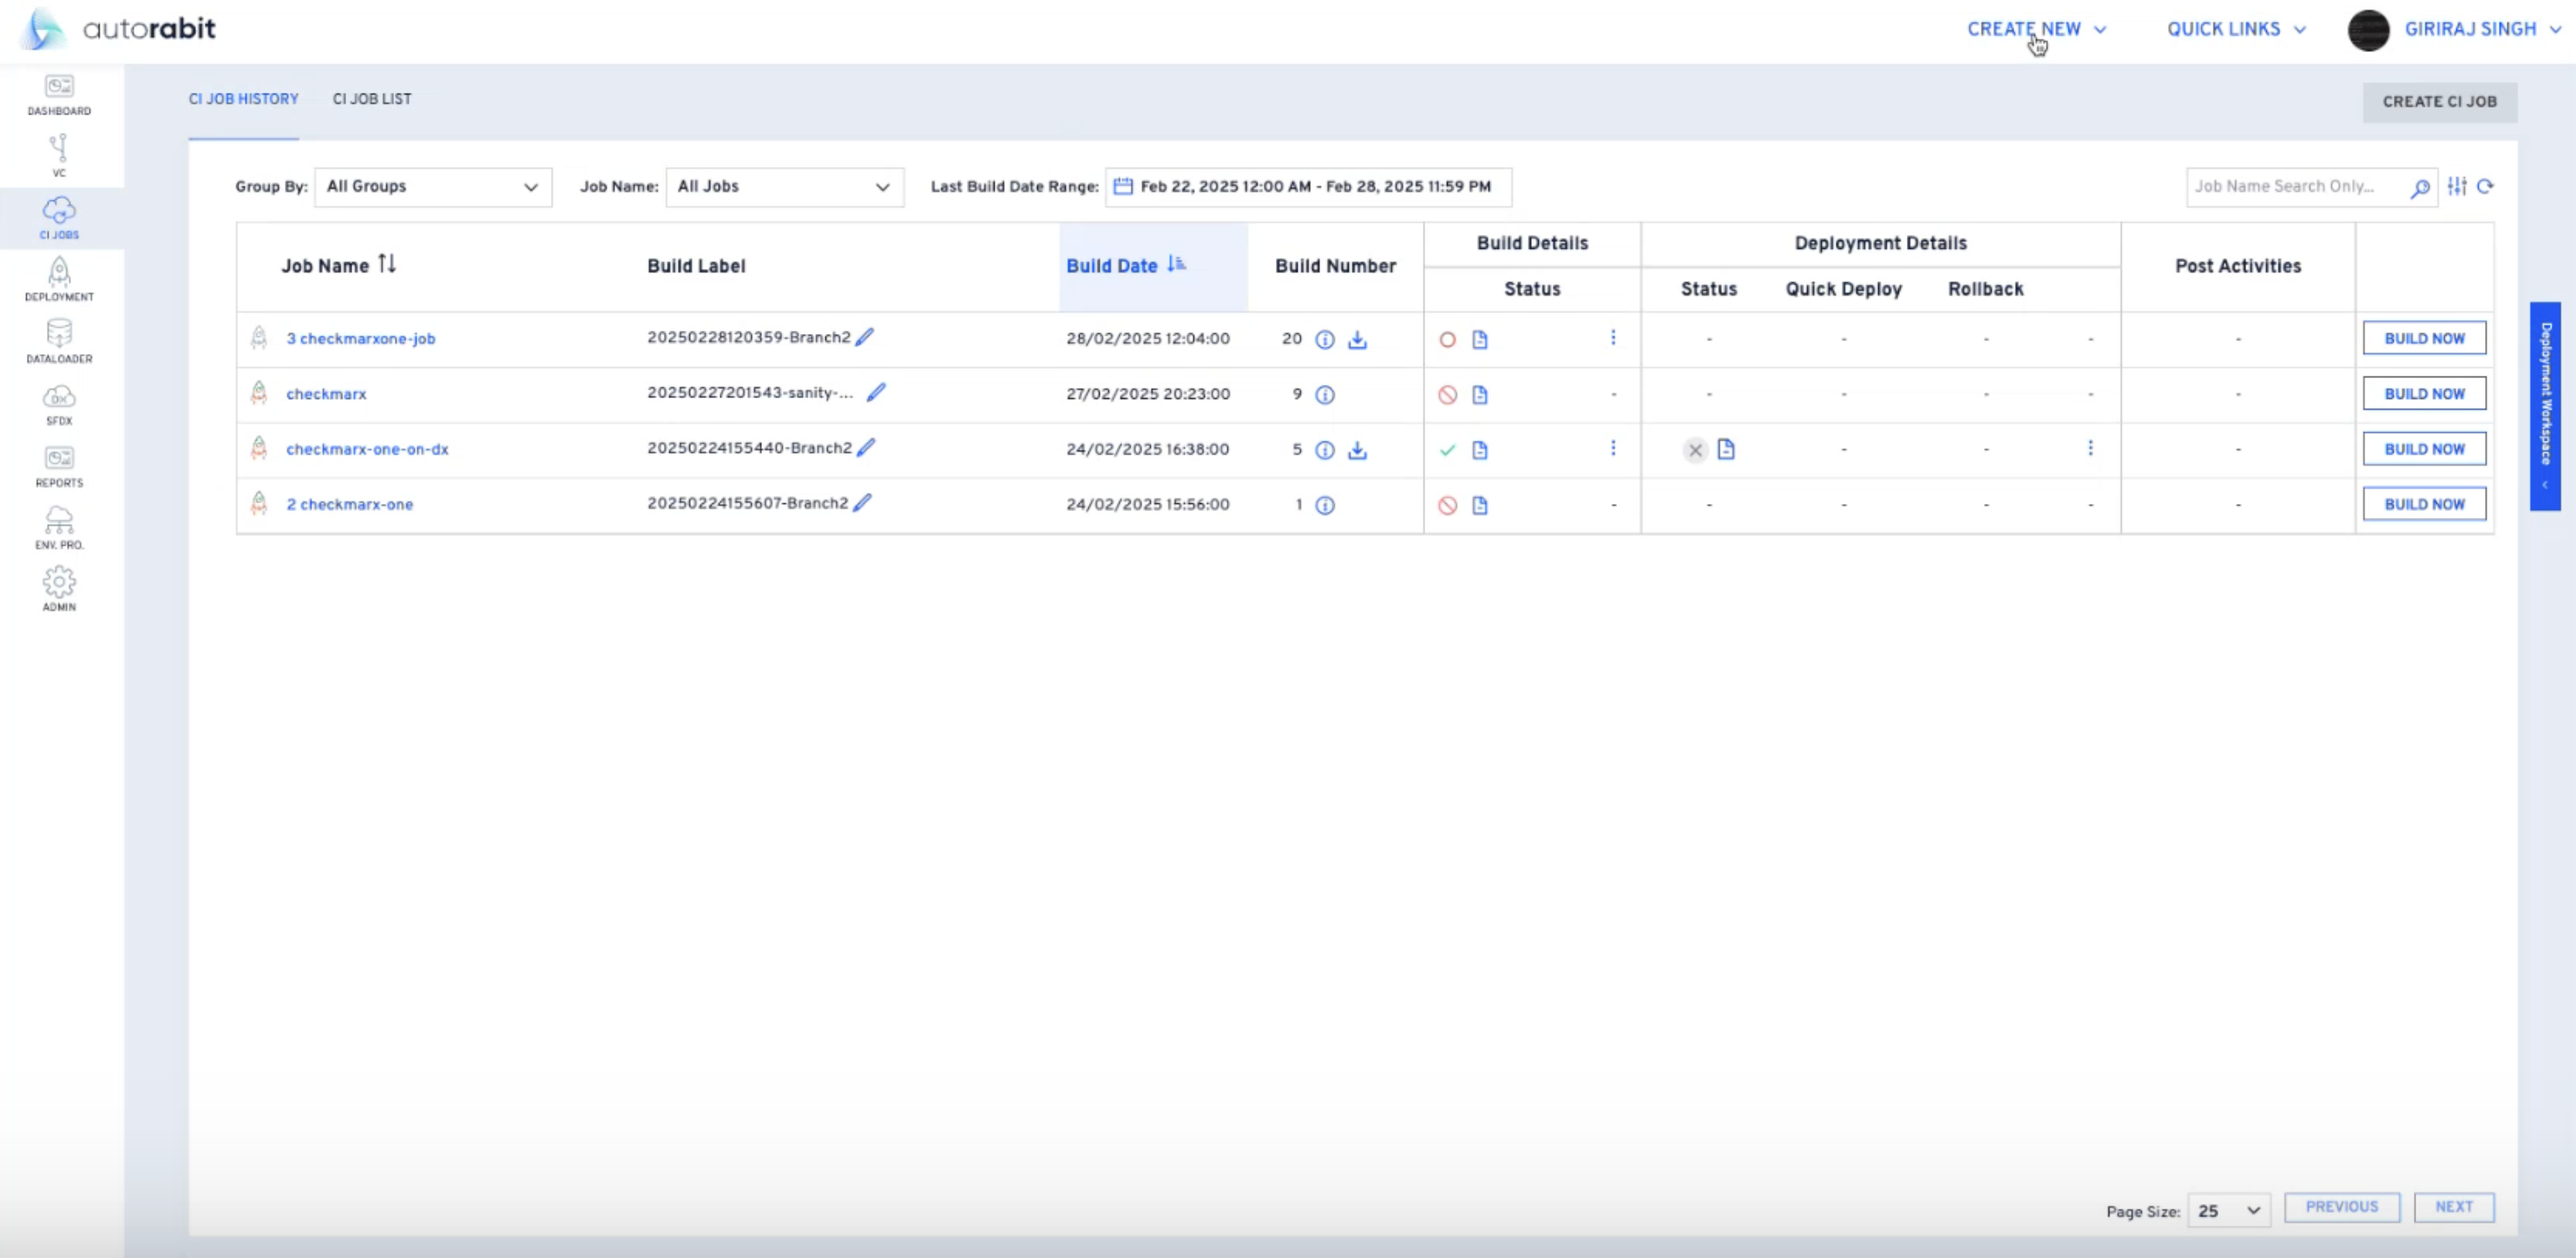 autorabit
CREATE NEW
QUICK LINKS
GIRIRAJ SINGH
DASHBOARD
VC
CI JOBS
DEPLOYMENT
DATALOADER
DX
SFDX
REPORTS
ENV. PRO.
ADMIN
CI JOB HISTORY CI JOB LIST
CREATE CI JOB
Group By: All Groups Job Name: All Jobs Last Build Date Range: Feb 22, 2025 12:00 AM - Feb 28, 2025 11:59 PM
Job Name Search Only...
Job Name Build Label Build Date Build Number Build Details Deployment Details Post Activities
Status Status Quick Deploy Rollback
3 checkmarxone-job 20250228120359-Branch2 28/02/2025 12:04:00 20 - - - - - BUILD NOW
checkmarx 20250227201543-sanity-... 27/02/2025 20:23:00 9 - - - - - - BUILD NOW
checkmarx-one-on-dx 20250224155440-Branch2 24/02/2025 16:38:00 5 - - - BUILD NOW
2 checkmarx-one 20250224155607-Branch2 24/02/2025 15:56:00 1 - - - - - - BUILD NOW
Deployment Workspace
Page Size: 25 PREVIOUS NEXT